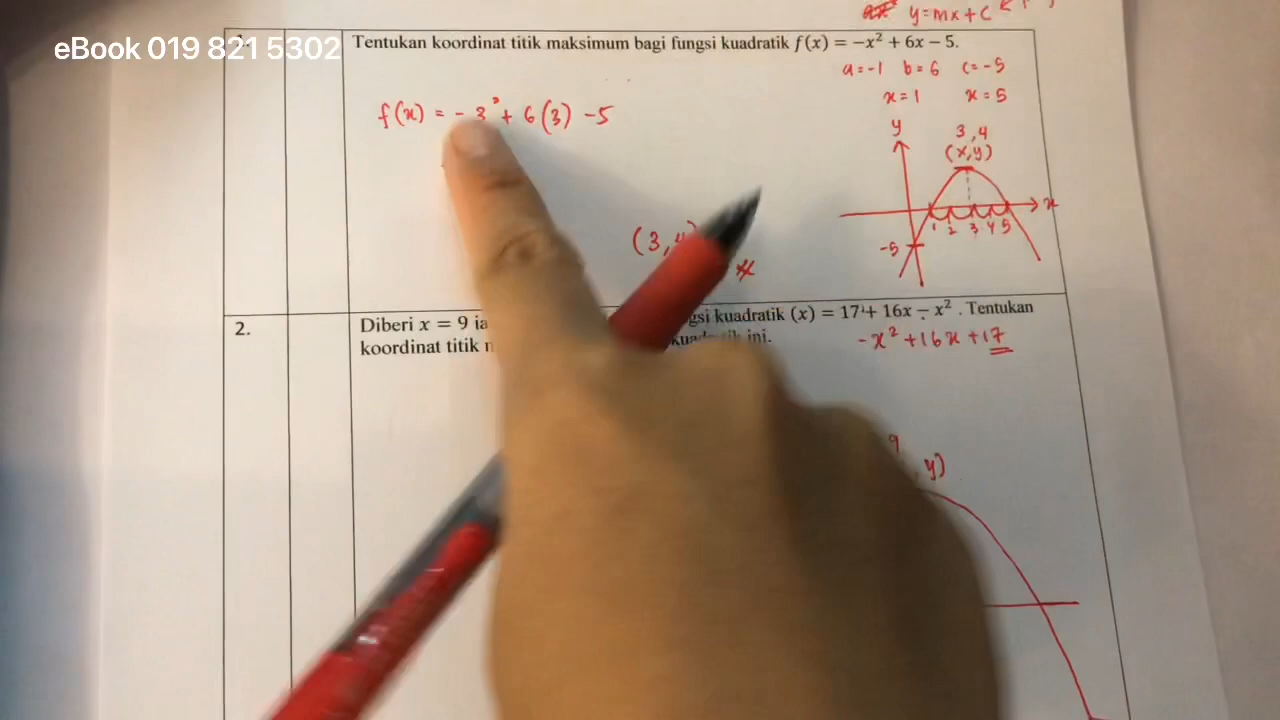 y = mx + c
eBook 019 821 5302
Tentukan koordinat titik maksimum bagi fungsi kuadratik f(x) = −x² + 6x − 5.
a = -1 b = 6 c = -5
x = 1 x = 5
f(x) = -3² + 6(3) - 5
y
3, 4
(x, y)
x
1 2 3 4 5
-5
(3, 4)
2.
Diberi x = 9 kuadratik (x) = 17 + 16x − x². Tentukan
koordinat titik ini.
-x² + 16x + 17
9
, y)